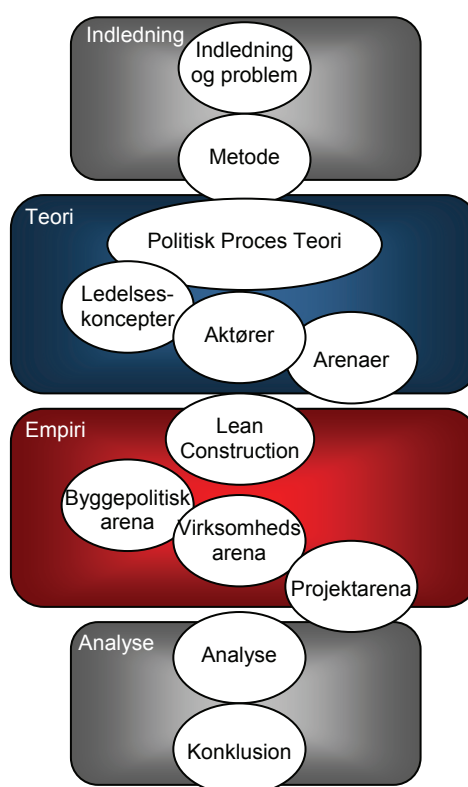 Indledning
Indledning
og problem
Metode
Teori
Politisk Proces Teori
Ledelses-
koncepter
Aktører
Arenaer
Empiri
Lean
Construction
Byggepolitisk
arena
Virksomheds
arena
Projektarena
Analyse
Analyse
Konklusion